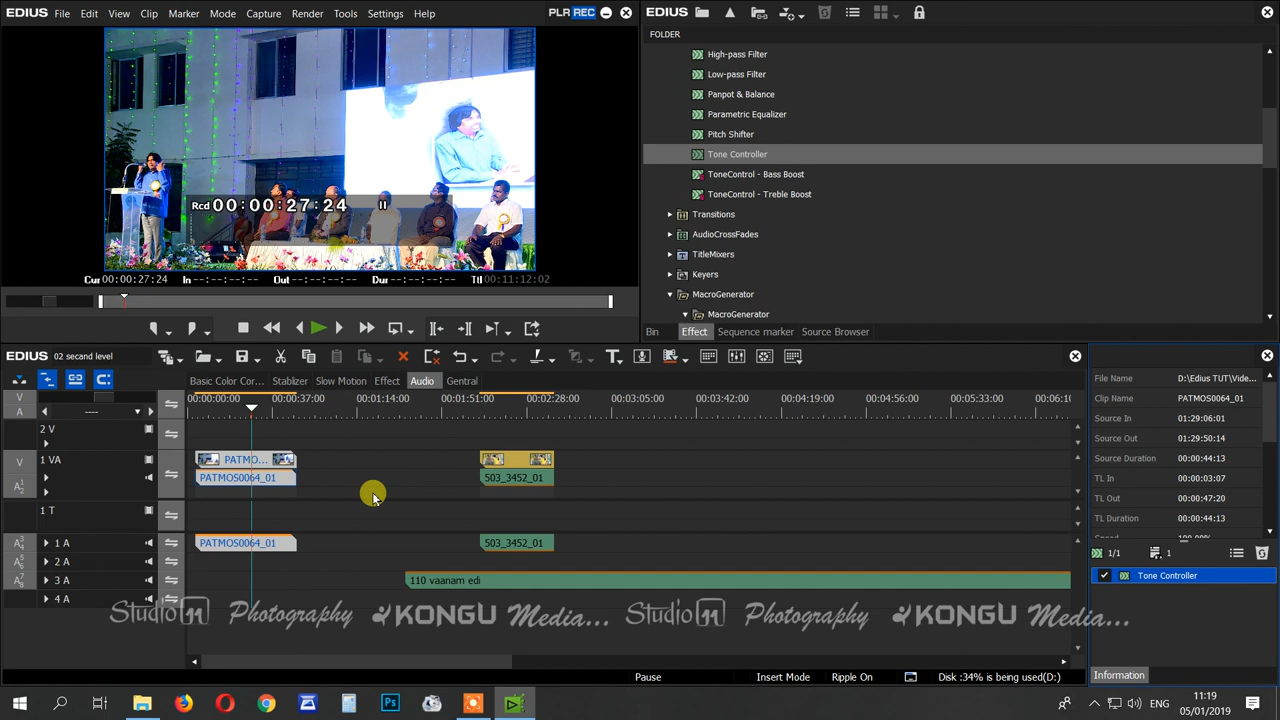 EDIUS File Edit View Clip Marker Mode Capture Render Tools Settings Help PLR REC
Rcd 00:00:27:24
Cur 00:00:27:24 In --:--:--:-- Out --:--:--:-- Dur --:--:--:-- Ttl 00:11:12:02
EDIUS
FOLDER
High-pass Filter
Low-pass Filter
Panpot & Balance
Parametric Equalizer
Pitch Shifter
Tone Controller
ToneControl - Bass Boost
ToneControl - Treble Boost
Transitions
AudioCrossFades
TitleMixers
Keyers
MacroGenerator
MacroGenerator
Bin Effect Sequence marker Source Browser
EDIUS 02 secand level
Basic Color Cor... Stablizer Slow Motion Effect Audio Gentral
V
A
----
00:00:00:00 00:00:37:00 00:01:14:00 00:01:51:00 00:02:28:00 00:03:05:00 00:03:42:00 00:04:19:00 00:04:56:00 00:05:33:00 00:06:10
2 V
V 1 VA PATMO...
PATMOS0064_01 503_3452_01
1 T
1 A PATMOS0064_01 503_3452_01
2 A
3 A 110 vaanam edi
4 A
Studio 11 Photography KONGU Media... Studio 11 Photography KONGU Media...
File Name D:\Edius TUT\Vide...
Clip Name PATMOS0064_01
Source In 01:29:06:01
Source Out 01:29:50:14
Source Duration 00:00:44:13
TL In 00:00:03:07
TL Out 00:00:47:20
TL Duration 00:00:44:13
1/1 1
Tone Controller
Information
Pause Insert Mode Ripple On Disk :34% is being used(D:)
Ps
ENG
11:19
05/01/2019